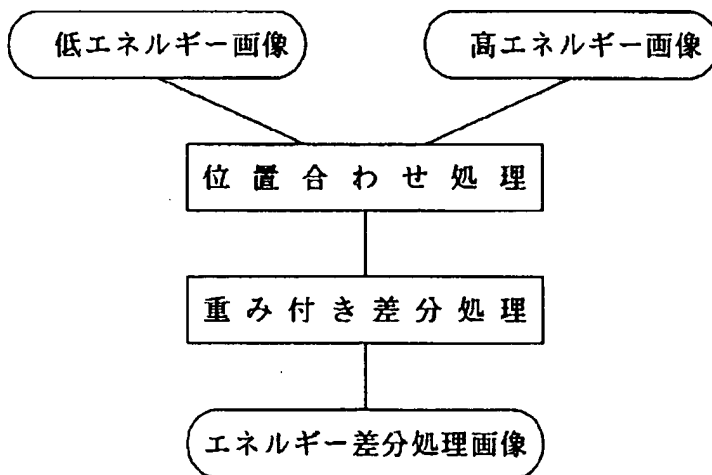 低エネルギー画像
高エネルギー画像
位置合わせ処理
重み付き差分処理
エネルギー差分処理画像